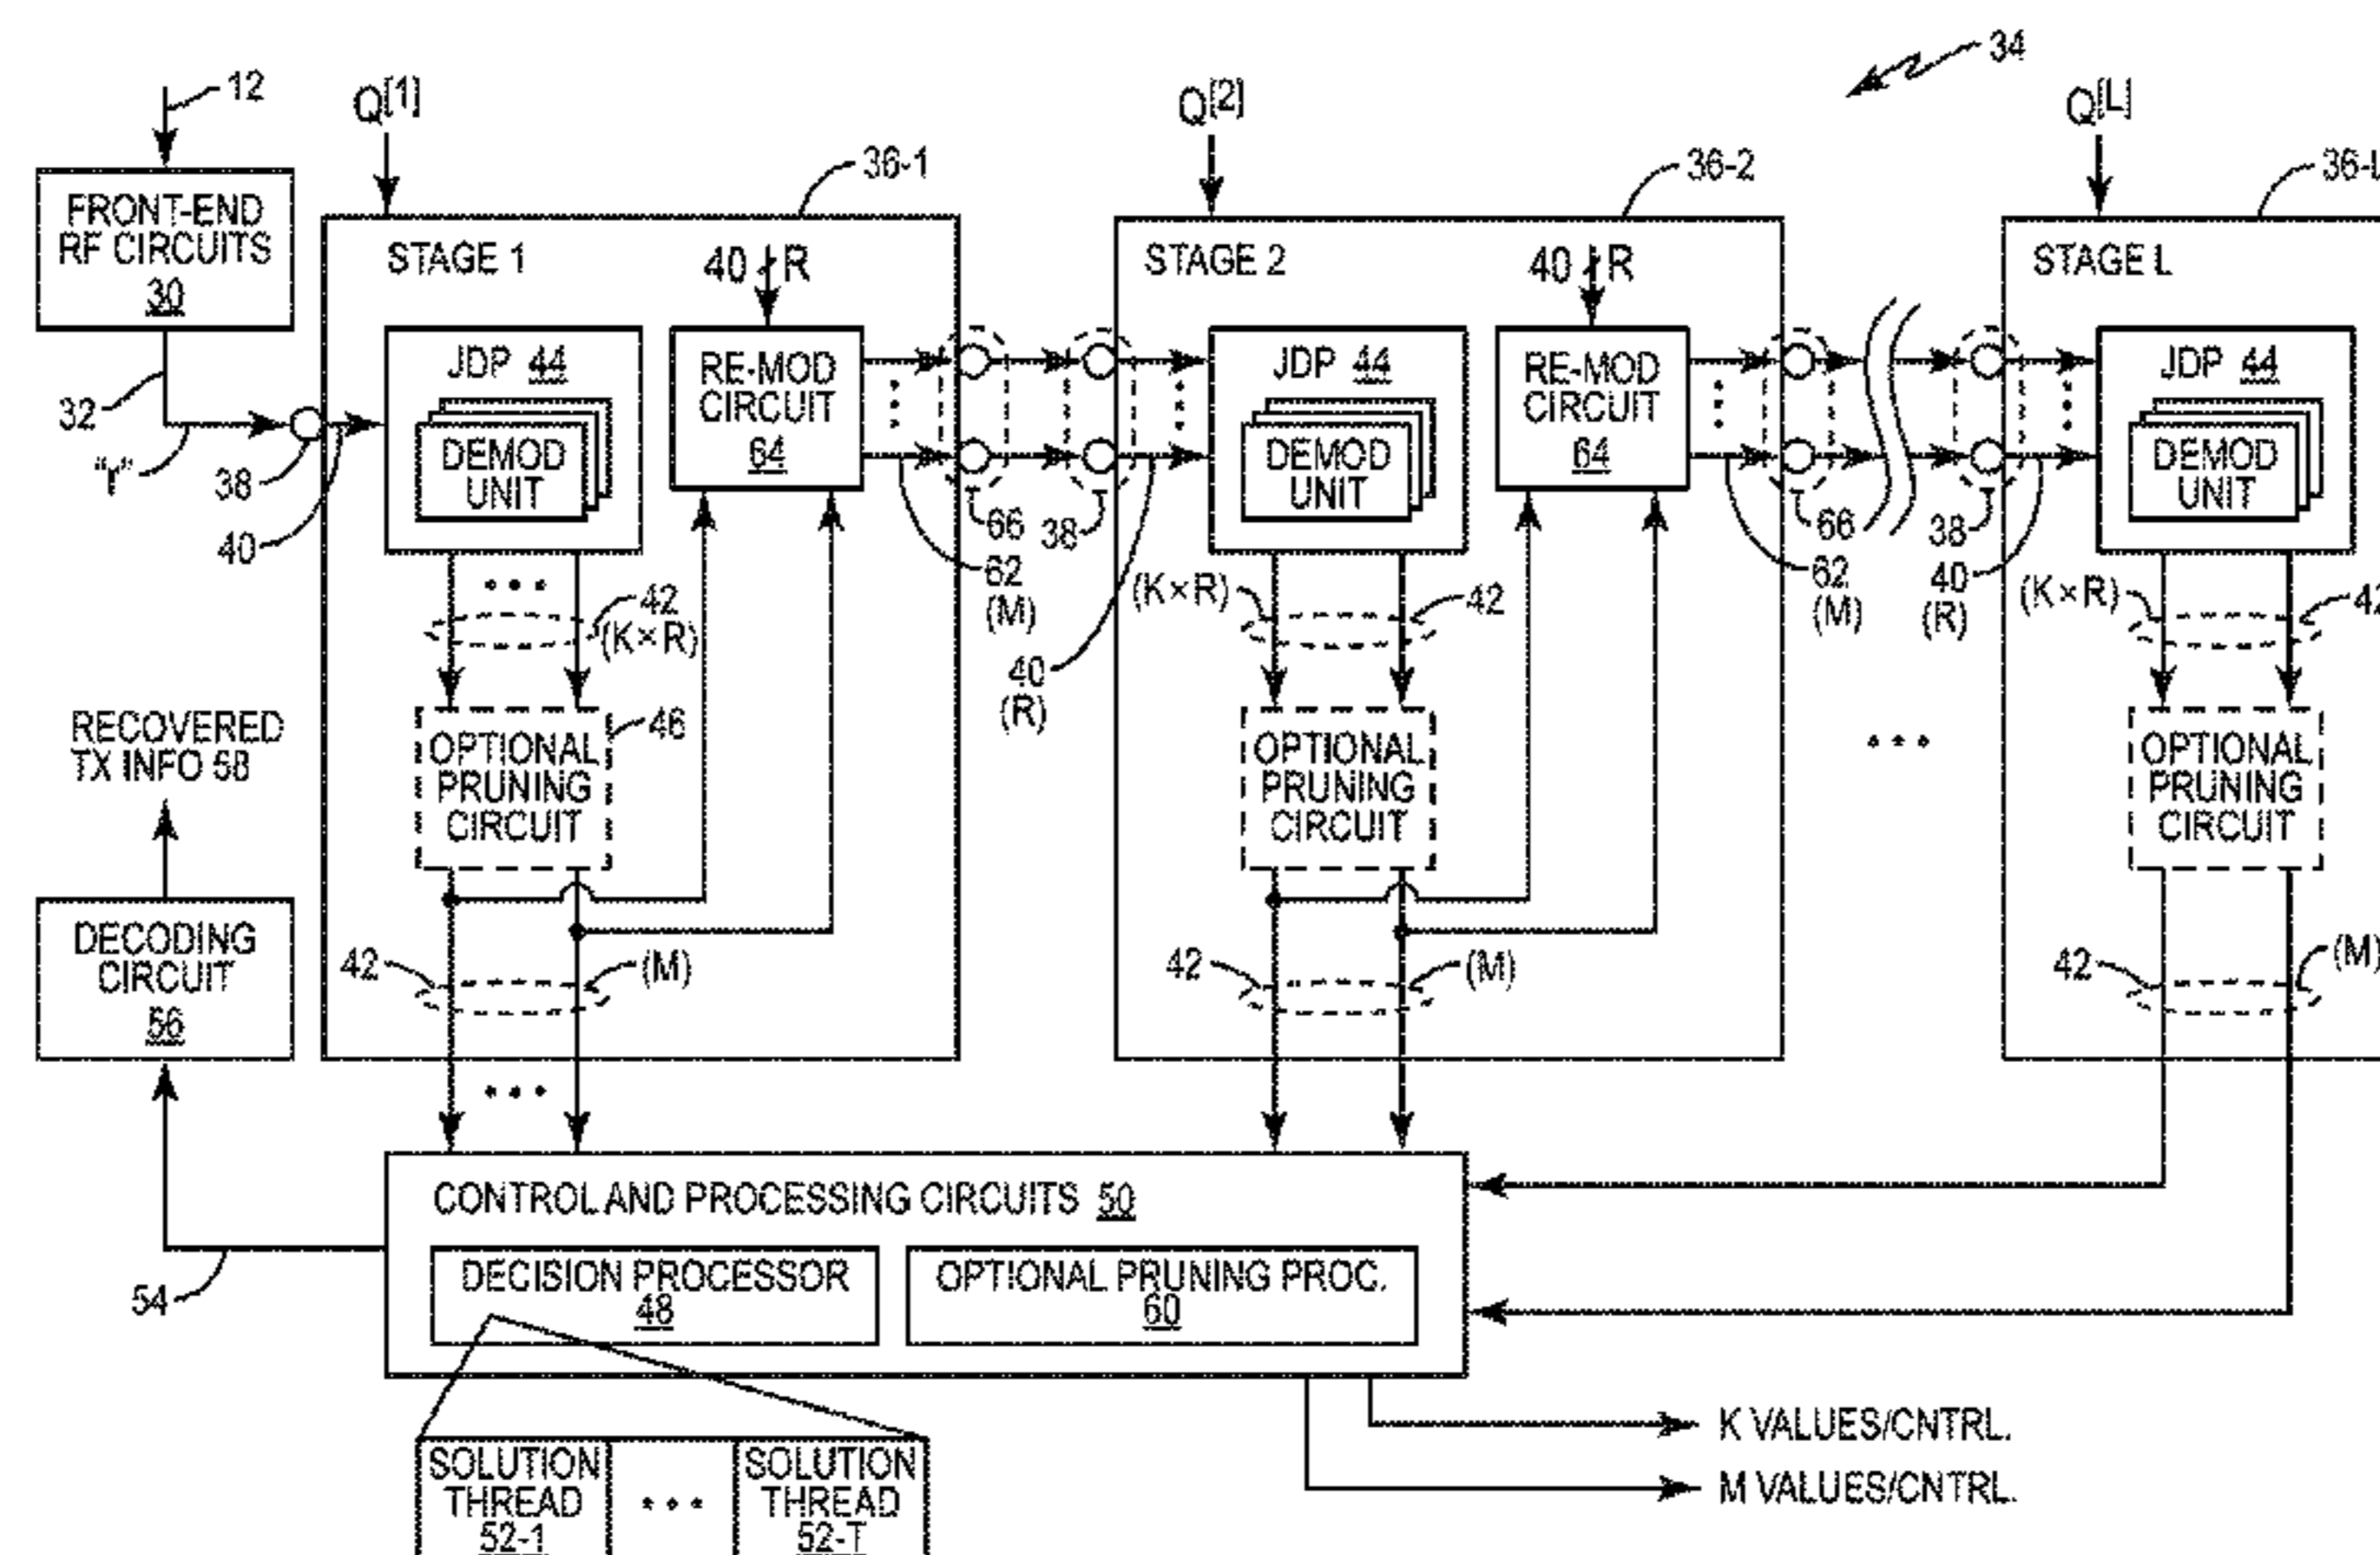 34
12
Q[1]
Q[2]
Q[L]
36-1
36-2
36-L
FRONT-END
RF CIRCUITS
30
STAGE 1
40
R
STAGE 2
40
R
STAGE L
JDP 44
DEMOD
UNIT
RE-MOD
CIRCUIT
64
JDP 44
DEMOD
UNIT
RE-MOD
CIRCUIT
64
JDP 44
DEMOD
UNIT
32
"r"
38
40
66
38
62
(M)
40
(R)
66
62
(M)
38
40
(R)
42
(K×R)
(K×R)
42
(K×R)
42
RECOVERED
TX INFO 58
46
OPTIONAL
PRUNING
CIRCUIT
OPTIONAL
PRUNING
CIRCUIT
OPTIONAL
PRUNING
CIRCUIT
DECODING
CIRCUIT
56
42
(M)
42
(M)
42
(M)
54
CONTROL AND PROCESSING CIRCUITS 50
DECISION PROCESSOR
48
OPTIONAL PRUNING PROC.
60
K VALUES/CNTRL.
M VALUES/CNTRL.
SOLUTION
THREAD
52-1
SOLUTION
THREAD
52-T